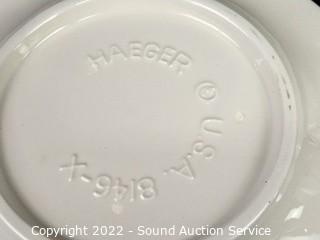 HAEGER © U.S.A. 8146-X
Copyright 2022 - Sound Auction Service